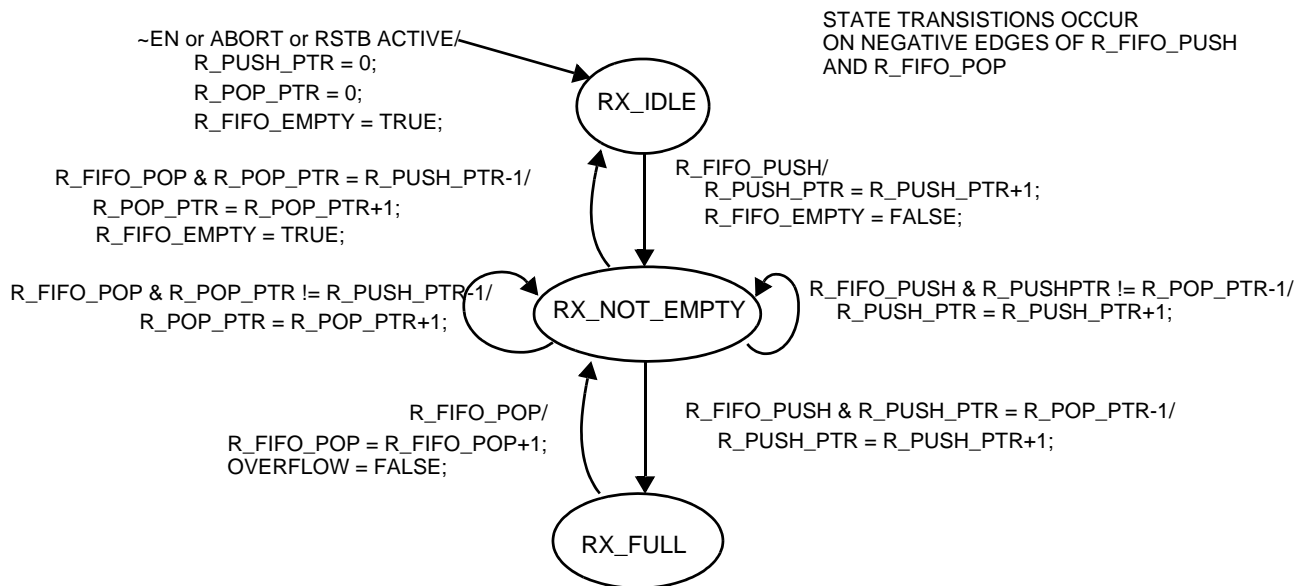 ~EN or ABORT or RSTB ACTIVE/
R_PUSH_PTR = 0;
R_POP_PTR = 0;
R_FIFO_EMPTY = TRUE;
STATE TRANSISTIONS OCCUR
ON NEGATIVE EDGES OF R_FIFO_PUSH
AND R_FIFO_POP
RX_IDLE
R_FIFO_POP & R_POP_PTR = R_PUSH_PTR-1/
R_POP_PTR = R_POP_PTR+1;
R_FIFO_EMPTY = TRUE;
R_FIFO_PUSH/
R_PUSH_PTR = R_PUSH_PTR+1;
R_FIFO_EMPTY = FALSE;
R_FIFO_POP & R_POP_PTR != R_PUSH_PTR-1/
R_POP_PTR = R_POP_PTR+1;
RX_NOT_EMPTY
R_FIFO_PUSH & R_PUSHPTR != R_POP_PTR-1/
R_PUSH_PTR = R_PUSH_PTR+1;
R_FIFO_POP/
R_FIFO_POP = R_FIFO_POP+1;
OVERFLOW = FALSE;
R_FIFO_PUSH & R_PUSH_PTR = R_POP_PTR-1/
R_PUSH_PTR = R_PUSH_PTR+1;
RX_FULL